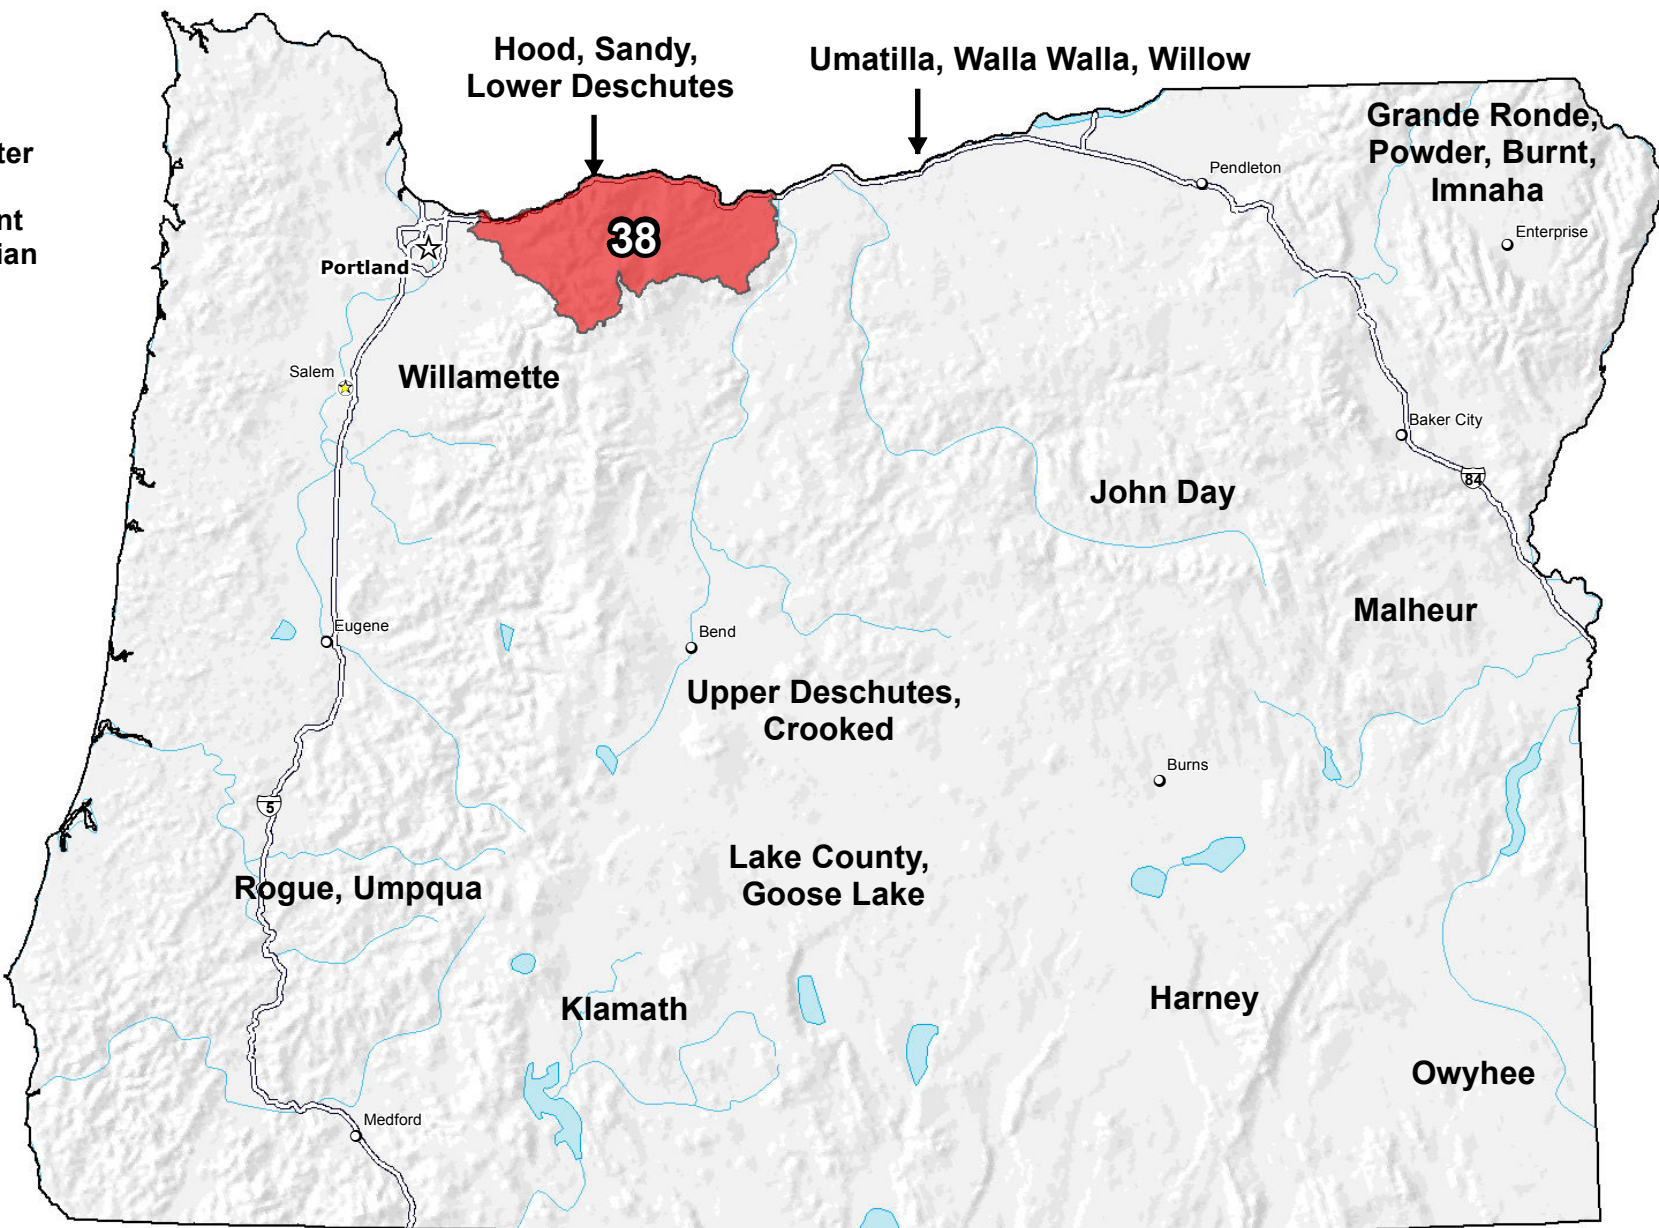 Hood, Sandy,
Lower Deschutes
Umatilla, Walla Walla, Willow
Grande Ronde,
Powder, Burnt,
Imnaha
ter
nt
ian
Pendleton
Enterprise
38
Portland
Salem
Willamette
Baker City
84
John Day
Malheur
Eugene
Bend
Upper Deschutes,
Crooked
Burns
5
Lake County,
Goose Lake
Rogue, Umpqua
Klamath
Harney
Owyhee
Medford